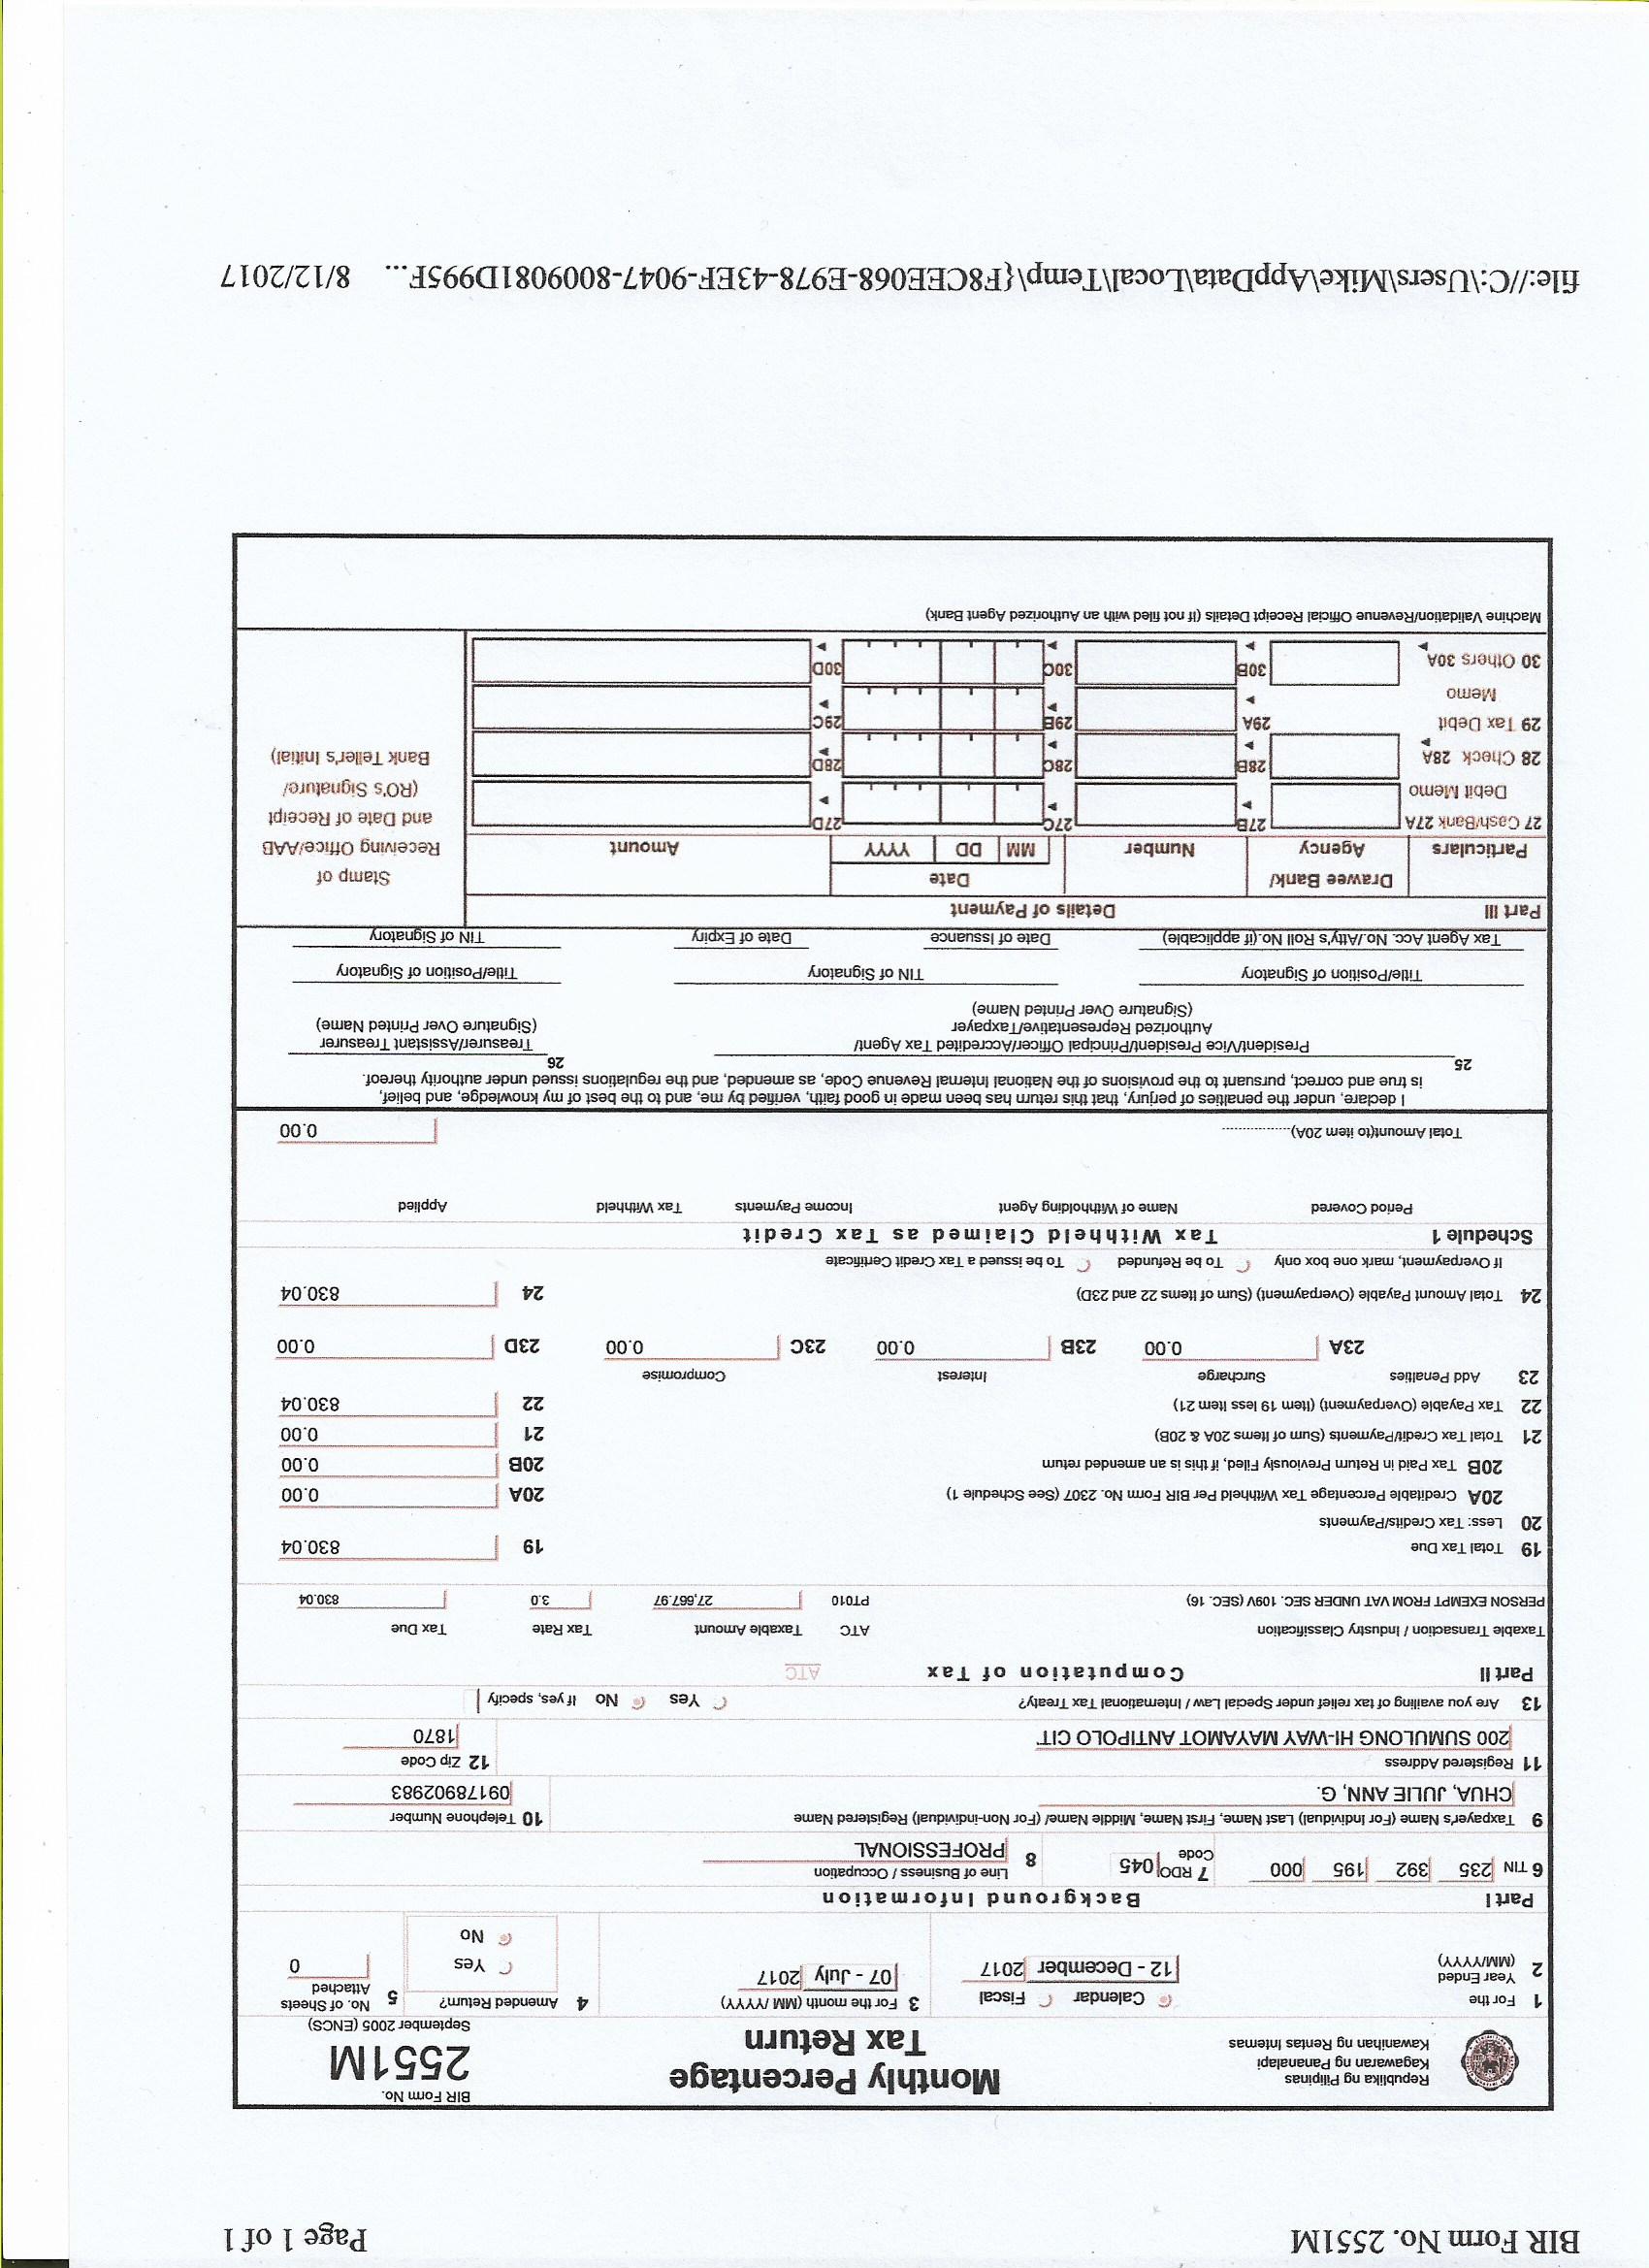 BIR Form No. 2551M Page 1 of 1
Republika ng Pilipinas
Kagawaran ng Pananalapi
Kawanihan ng Rentas Internas
Monthly Percentage
Tax Return
BIR Form No.
2551M
September 2005 (ENCS)
1 For the Calendar Fiscal
2 Year Ended (MM/YYYY) 12 - December 2017
3 For the month (MM /YYYY) 07 - July 2017
4 Amended Return? Yes No
5 No. of Sheets Attached 0
Part I Background Information
6 TIN 235 392 195 000 7 RDO Code 045 8 Line of Business / Occupation PROFESSIONAL
9 Taxpayer's Name (For Individual) Last Name, First Name, Middle Name/ (For Non-individual) Registered Name 10 Telephone Number
CHUA, JULIE ANN, G. 09178902983
11 Registered Address 12 Zip Code
200 SUMULONG HI-WAY MAYAMOT ANTIPOLO CIT 1870
13 Are you availing of tax relief under Special Law / International Tax Treaty? Yes No If yes, specify
Part II Computation of Tax ATC
Taxable Transaction / Industry Classification ATC Taxable Amount Tax Rate Tax Due
PERSON EXEMPT FROM VAT UNDER SEC. 109V (SEC. 16) PT010 27,667.97 3.0 830.04
19 Total Tax Due 19 830.04
20 Less: Tax Credits/Payments
20A Creditable Percentage Tax Withheld Per BIR Form No. 2307 (See Schedule 1) 20A 0.00
20B Tax Paid in Return Previously Filed, if this is an amended return 20B 0.00
21 Total Tax Credit/Payments (Sum of Items 20A & 20B) 21 0.00
22 Tax Payable (Overpayment) (Item 19 less Item 21) 22 830.04
23 Add Penalties Surcharge Interest Compromise
23A 0.00 23B 0.00 23C 0.00 23D 0.00
24 Total Amount Payable (Overpayment) (Sum of Items 22 and 23D) 24 830.04
If Overpayment, mark one box only To be Refunded To be issued a Tax Credit Certificate
Schedule 1 Tax Withheld Claimed as Tax Credit
Period Covered Name of Withholding Agent Income Payments Tax Withheld Applied
Total Amount(to item 20A)................ 0.00
I declare, under the penalties of perjury, that this return has been made in good faith, verified by me, and to the best of my knowledge, and belief,
is true and correct, pursuant to the provisions of the National Internal Revenue Code, as amended, and the regulations issued under authority thereof.
25 26
President/Vice President/Principal Officer/Accredited Tax Agent/ Treasurer/Assistant Treasurer
Authorized Representative/Taxpayer (Signature Over Printed Name)
(Signature Over Printed Name)
Title/Position of Signatory TIN of Signatory Title/Position of Signatory
Tax Agent Acc. No./Atty's Roll No.(if applicable) Date of Issuance Date of Expiry TIN of Signatory
Part III Details of Payment
Particulars Drawee Bank/ Agency Number Date MM DD YYYY Amount
Stamp of
Receiving Office/AAB
and Date of Receipt
(RO's Signature/
Bank Teller's Initial)
27 Cash/Bank 27A 27B 27C 27D
Debit Memo
28 Check 28A 28B 28C 28D
29 Tax Debit 29A 29B 29C
Memo
30 Others 30A 30B 30C 30D
Machine Validation/Revenue Official Receipt Details (If not filed with an Authorized Agent Bank)
file://C:\Users\Mike\AppData\Local\Temp\{F8CEE068-E978-43EF-9047-8009081D995F... 8/12/2017